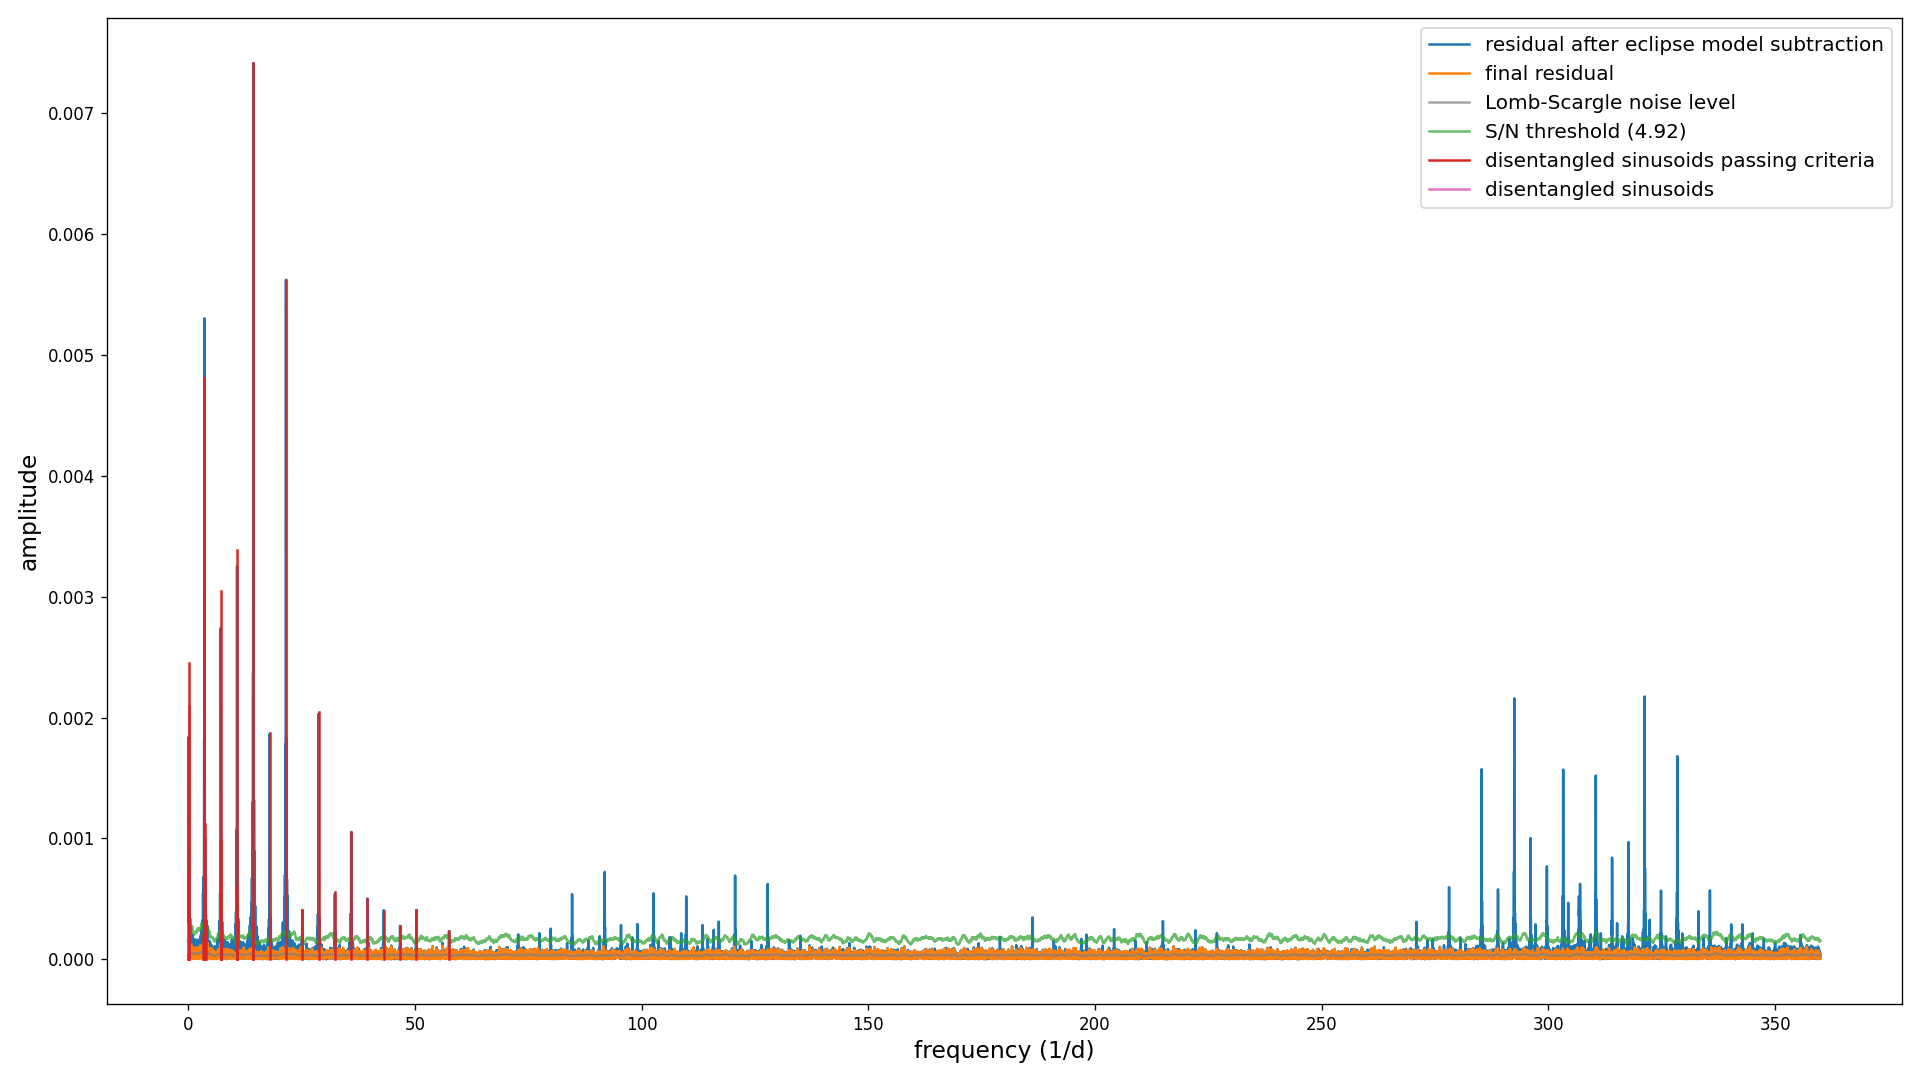 residual after eclipse model subtraction
final residual
Lomb-Scargle noise level
S/N threshold (4.92)
disentangled sinusoids passing criteria
disentangled sinusoids
0.007
0.006
0.005
0.004
0.003
0.002
0.001
0.000
amplitude
0 50 100 150 200 250 300 350
frequency (1/d)